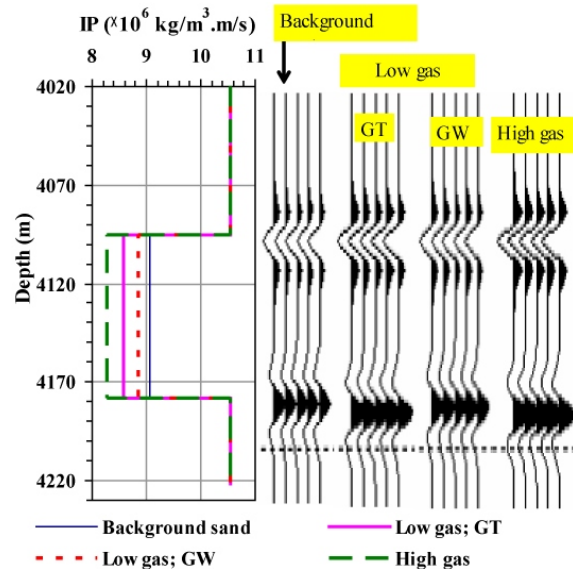 IP (x10⁶ kg/m³.m/s)
8 9 10 11
Background
Low gas
GT
GW
High gas
Depth (m)
4020
4070
4120
4170
4220
Background sand
Low gas; GT
Low gas; GW
High gas